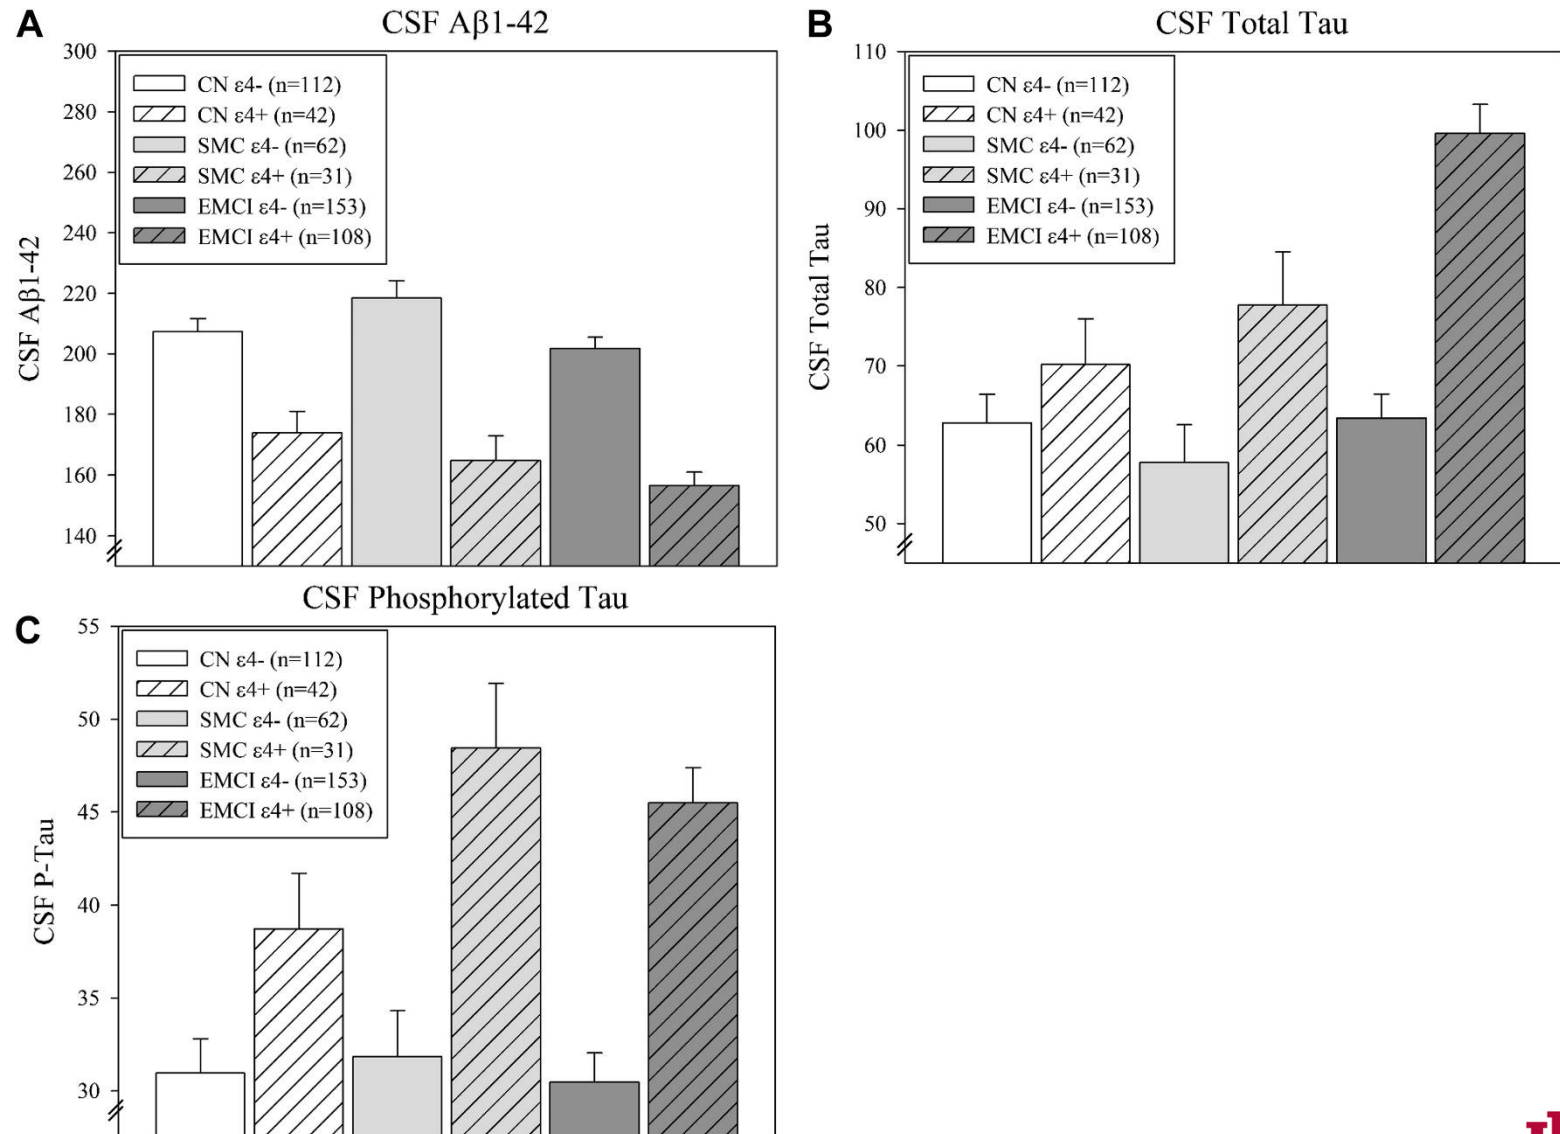 A
CSF Aβ1-42
300
280
260
240
220
200
180
160
140
CSF Aβ1-42
CN ε4- (n=112)
CN ε4+ (n=42)
SMC ε4- (n=62)
SMC ε4+ (n=31)
EMCI ε4- (n=153)
EMCI ε4+ (n=108)
B
CSF Total Tau
110
100
90
80
70
60
50
CSF Total Tau
CN ε4- (n=112)
CN ε4+ (n=42)
SMC ε4- (n=62)
SMC ε4+ (n=31)
EMCI ε4- (n=153)
EMCI ε4+ (n=108)
C
CSF Phosphorylated Tau
55
50
45
40
35
30
CSF P-Tau
CN ε4- (n=112)
CN ε4+ (n=42)
SMC ε4- (n=62)
SMC ε4+ (n=31)
EMCI ε4- (n=153)
EMCI ε4+ (n=108)